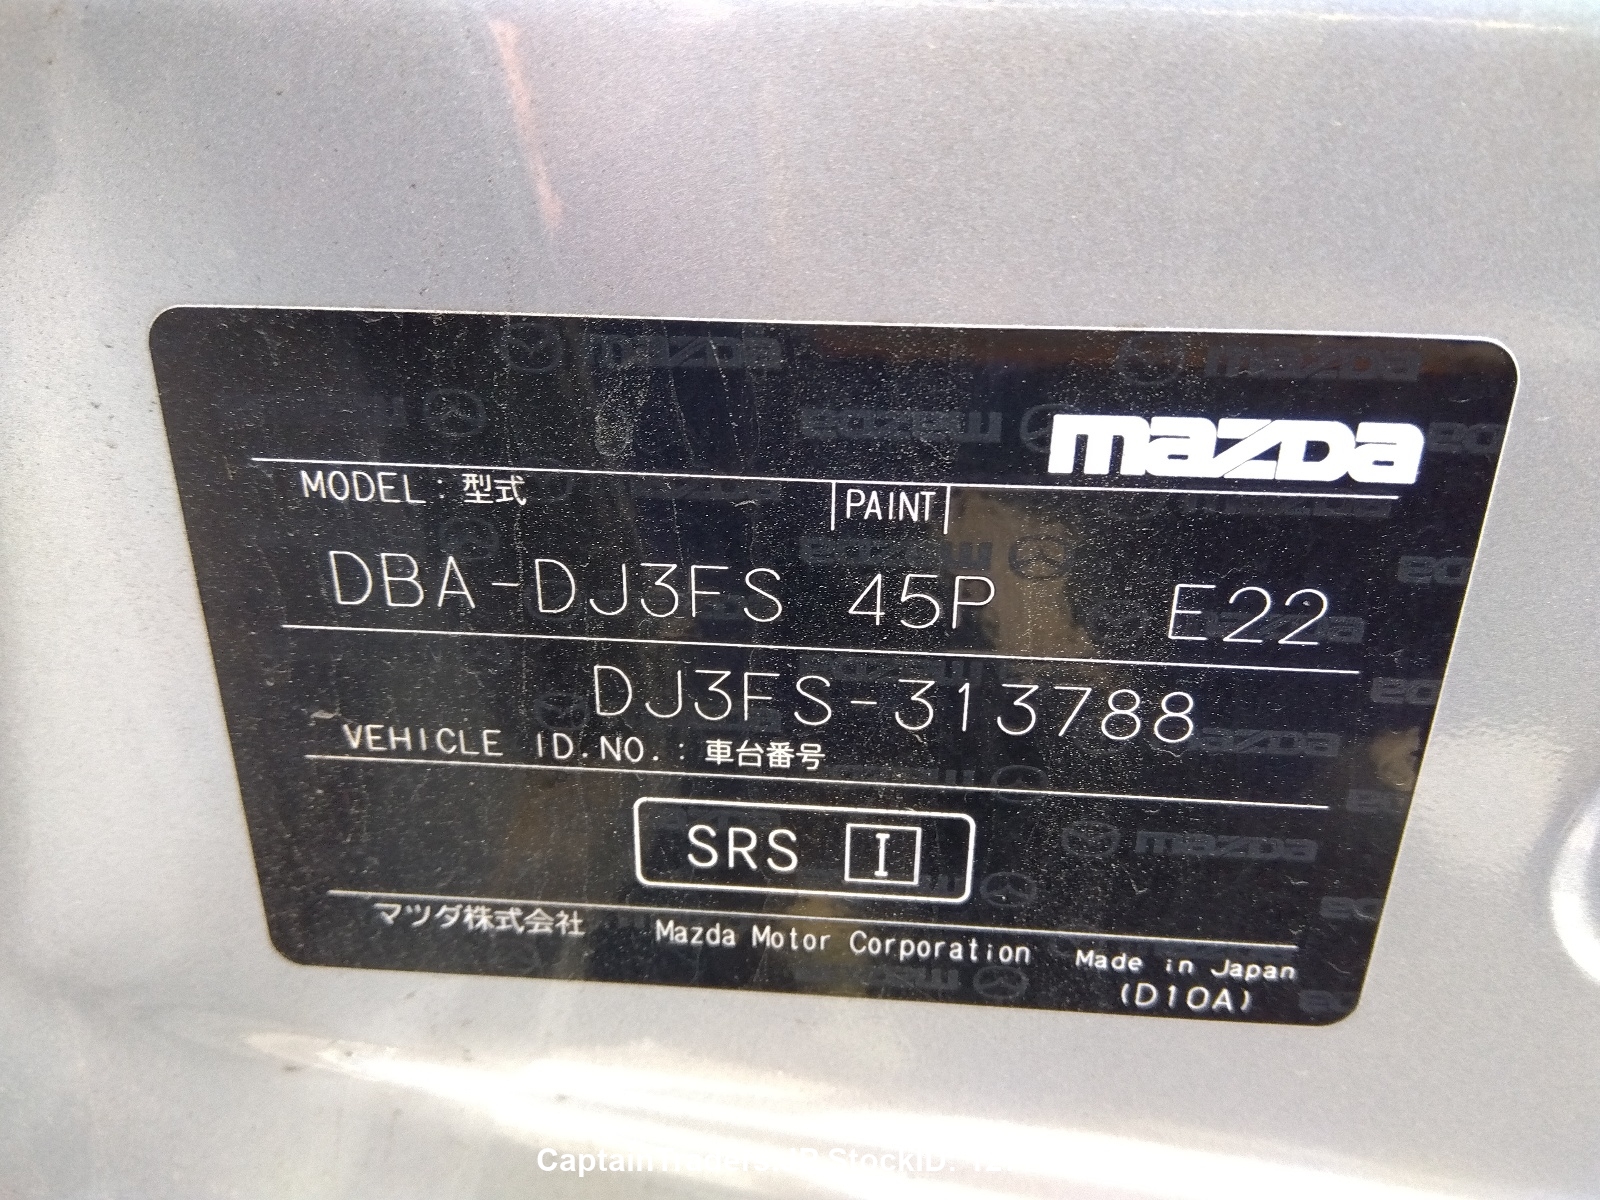 mazda
MODEL : 型式 PAINT
DBA-DJ3FS 45P E22
DJ3FS-313788
VEHICLE ID.NO. : 車台番号
SRS I
マツダ株式会社 Mazda Motor Corporation Made in Japan
(D10A)
StockID: